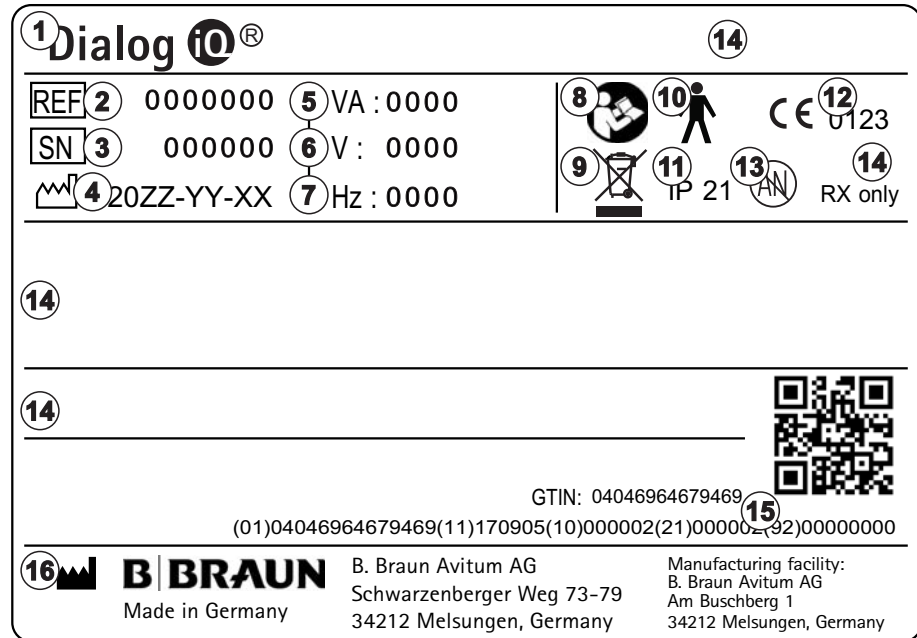 1 Dialog iQ® 14
REF 2 0000000 5 VA : 0000 8 10 CE 12 0123
SN 3 000000 6 V : 0000
4 20ZZ-YY-XX 7 Hz : 0000 9 11 IP 21 13 AN 14 RX only
14
14
GTIN: 04046964679469
15
(01)04046964679469(11)170905(10)000002(21)000002(92)00000000
16 B BRAUN
Made in Germany
B. Braun Avitum AG
Schwarzenberger Weg 73-79
34212 Melsungen, Germany
Manufacturing facility:
B. Braun Avitum AG
Am Buschberg 1
34212 Melsungen, Germany